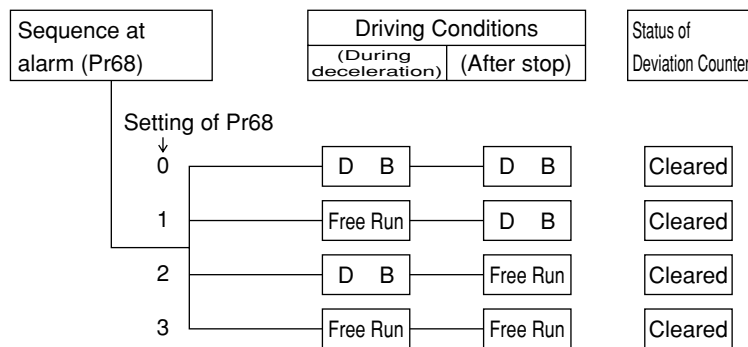 Sequence at
alarm (Pr68)
Driving Conditions
(During
deceleration)
(After stop)
Status of
Deviation Counter
Setting of Pr68
0 D B D B Cleared
1 Free Run D B Cleared
2 D B Free Run Cleared
3 Free Run Free Run Cleared